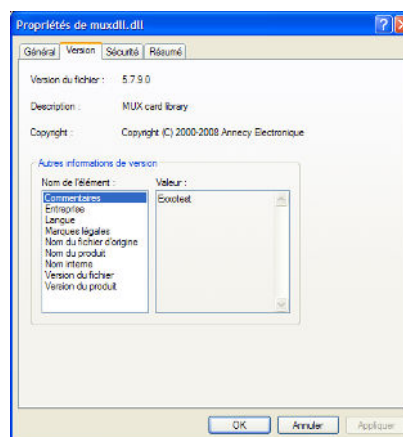 Propriétés de muxdll.dll
Général Version Sécurité Résumé
Version du fichier : 5.7.9.0
Description : MUX card library
Copyright : Copyright (C) 2000-2008 Annecy Electronique
Autres informations de version
Nom de l'élément : Valeur :
Commentaires Exxotest
Entreprise
Langue
Marques légales
Nom du fichier d'origine
Nom du produit
Nom interne
Version du fichier
Version du produit
OK Annuler Appliquer